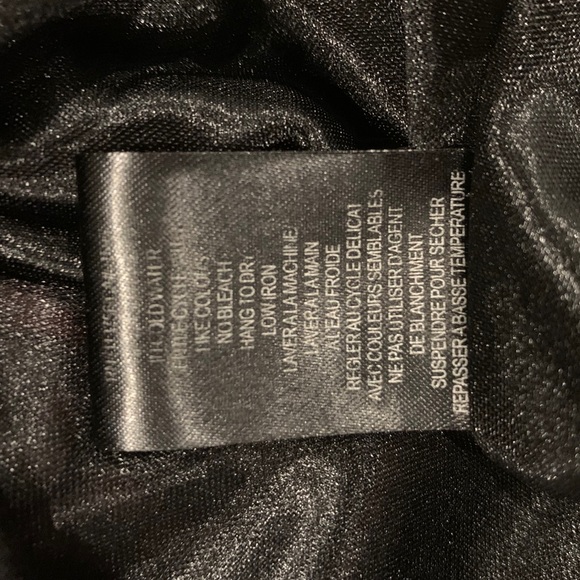 COLD WATER
LIKE COLORS
NO BLEACH
HANG TO DRY
LOW IRON
LAVER A LA MACHINE
LAVER A LA MAIN
A L'EAU FROIDE
REGLER AU CYCLE DELICAT
AVEC COULEURS SEMBLABLES
NE PAS UTILISER D'AGENT
DE BLANCHIMENT
SUSPENDRE POUR SECHER
REPASSER A BASSE TEMPERATURE